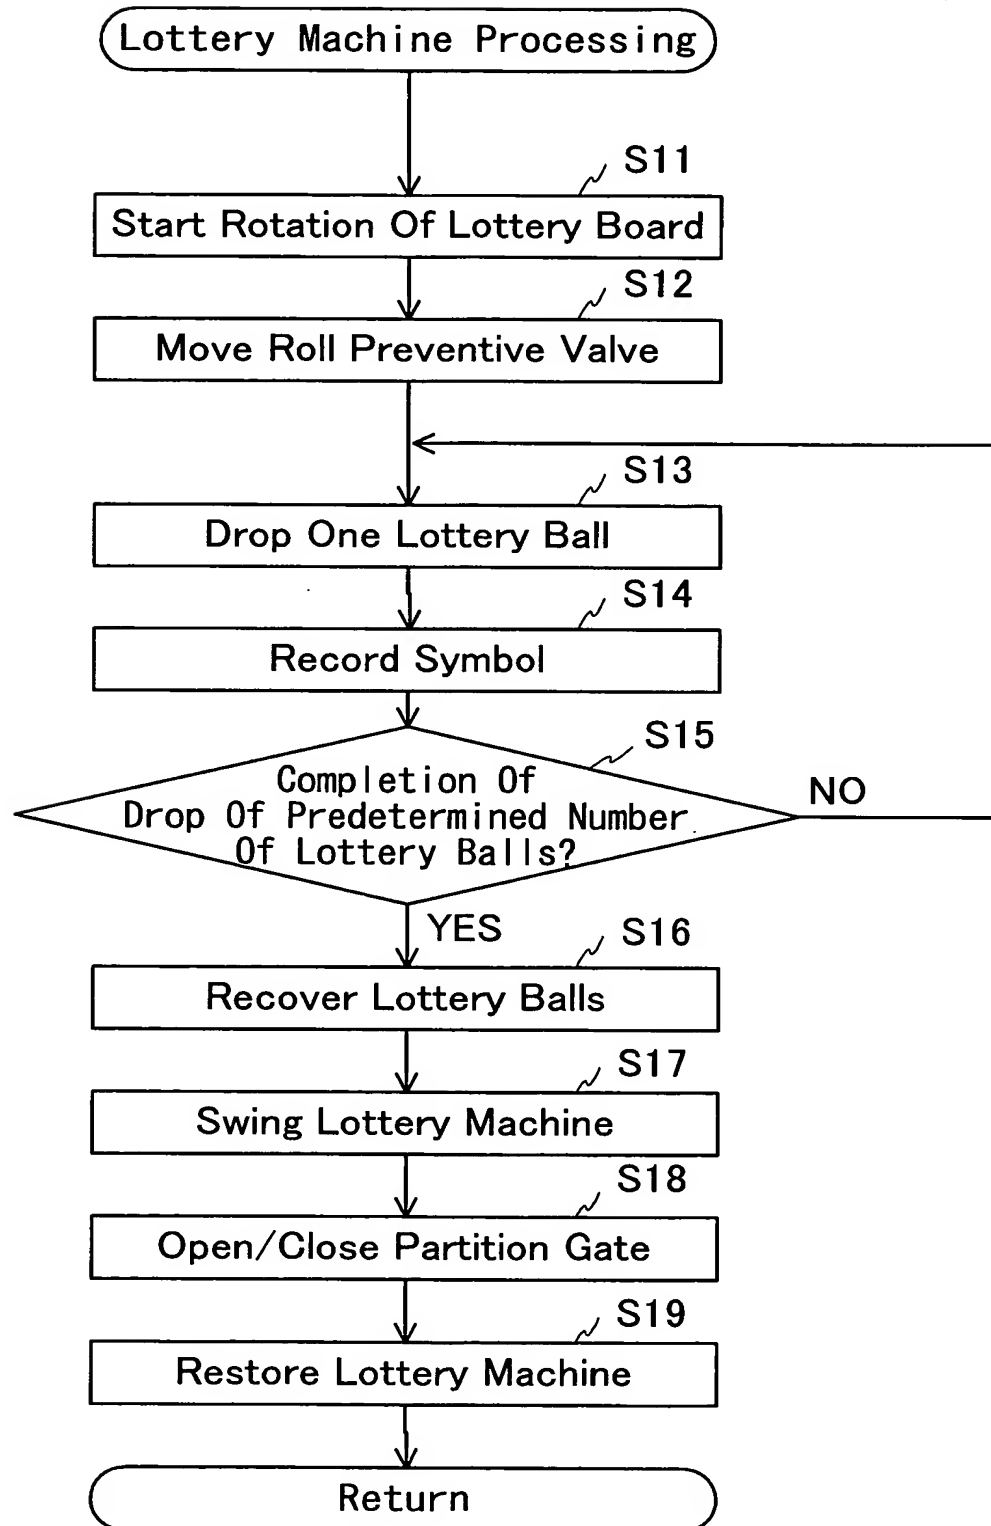 Lottery Machine Processing
S11
Start Rotation Of Lottery Board
S12
Move Roll Preventive Valve
S13
Drop One Lottery Ball
S14
Record Symbol
S15
Completion Of
Drop Of Predetermined Number
Of Lottery Balls?
NO
YES
S16
Recover Lottery Balls
S17
Swing Lottery Machine
S18
Open/Close Partition Gate
S19
Restore Lottery Machine
Return